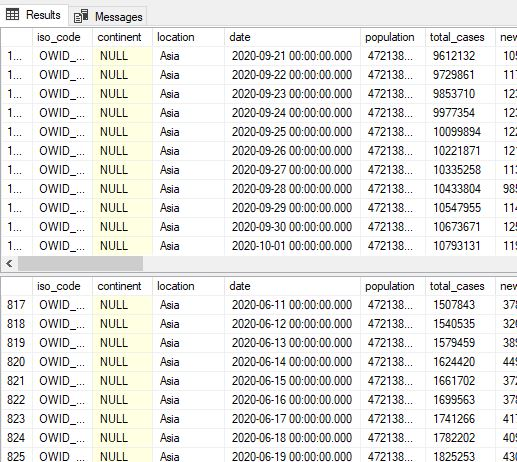 Results Messages
iso_code continent location date population total_cases new
1... OWID_... NULL Asia 2020-09-21 00:00:00.000 472138... 9612132 105
1... OWID_... NULL Asia 2020-09-22 00:00:00.000 472138... 9729861 117
1... OWID_... NULL Asia 2020-09-23 00:00:00.000 472138... 9853710 123
1... OWID_... NULL Asia 2020-09-24 00:00:00.000 472138... 9977354 123
1... OWID_... NULL Asia 2020-09-25 00:00:00.000 472138... 10099894 122
1... OWID_... NULL Asia 2020-09-26 00:00:00.000 472138... 10221871 121
1... OWID_... NULL Asia 2020-09-27 00:00:00.000 472138... 10335258 113
1... OWID_... NULL Asia 2020-09-28 00:00:00.000 472138... 10433804 985
1... OWID_... NULL Asia 2020-09-29 00:00:00.000 472138... 10547955 114
1... OWID_... NULL Asia 2020-09-30 00:00:00.000 472138... 10673671 125
1... OWID_... NULL Asia 2020-10-01 00:00:00.000 472138... 10793131 119
iso_code continent location date population total_cases new
817 OWID_... NULL Asia 2020-06-11 00:00:00.000 472138... 1507843 378
818 OWID_... NULL Asia 2020-06-12 00:00:00.000 472138... 1540535 326
819 OWID_... NULL Asia 2020-06-13 00:00:00.000 472138... 1579459 389
820 OWID_... NULL Asia 2020-06-14 00:00:00.000 472138... 1624420 449
821 OWID_... NULL Asia 2020-06-15 00:00:00.000 472138... 1661702 372
822 OWID_... NULL Asia 2020-06-16 00:00:00.000 472138... 1699563 378
823 OWID_... NULL Asia 2020-06-17 00:00:00.000 472138... 1741266 417
824 OWID_... NULL Asia 2020-06-18 00:00:00.000 472138... 1782202 409
825 OWID_... NULL Asia 2020-06-19 00:00:00.000 472138... 1825253 430